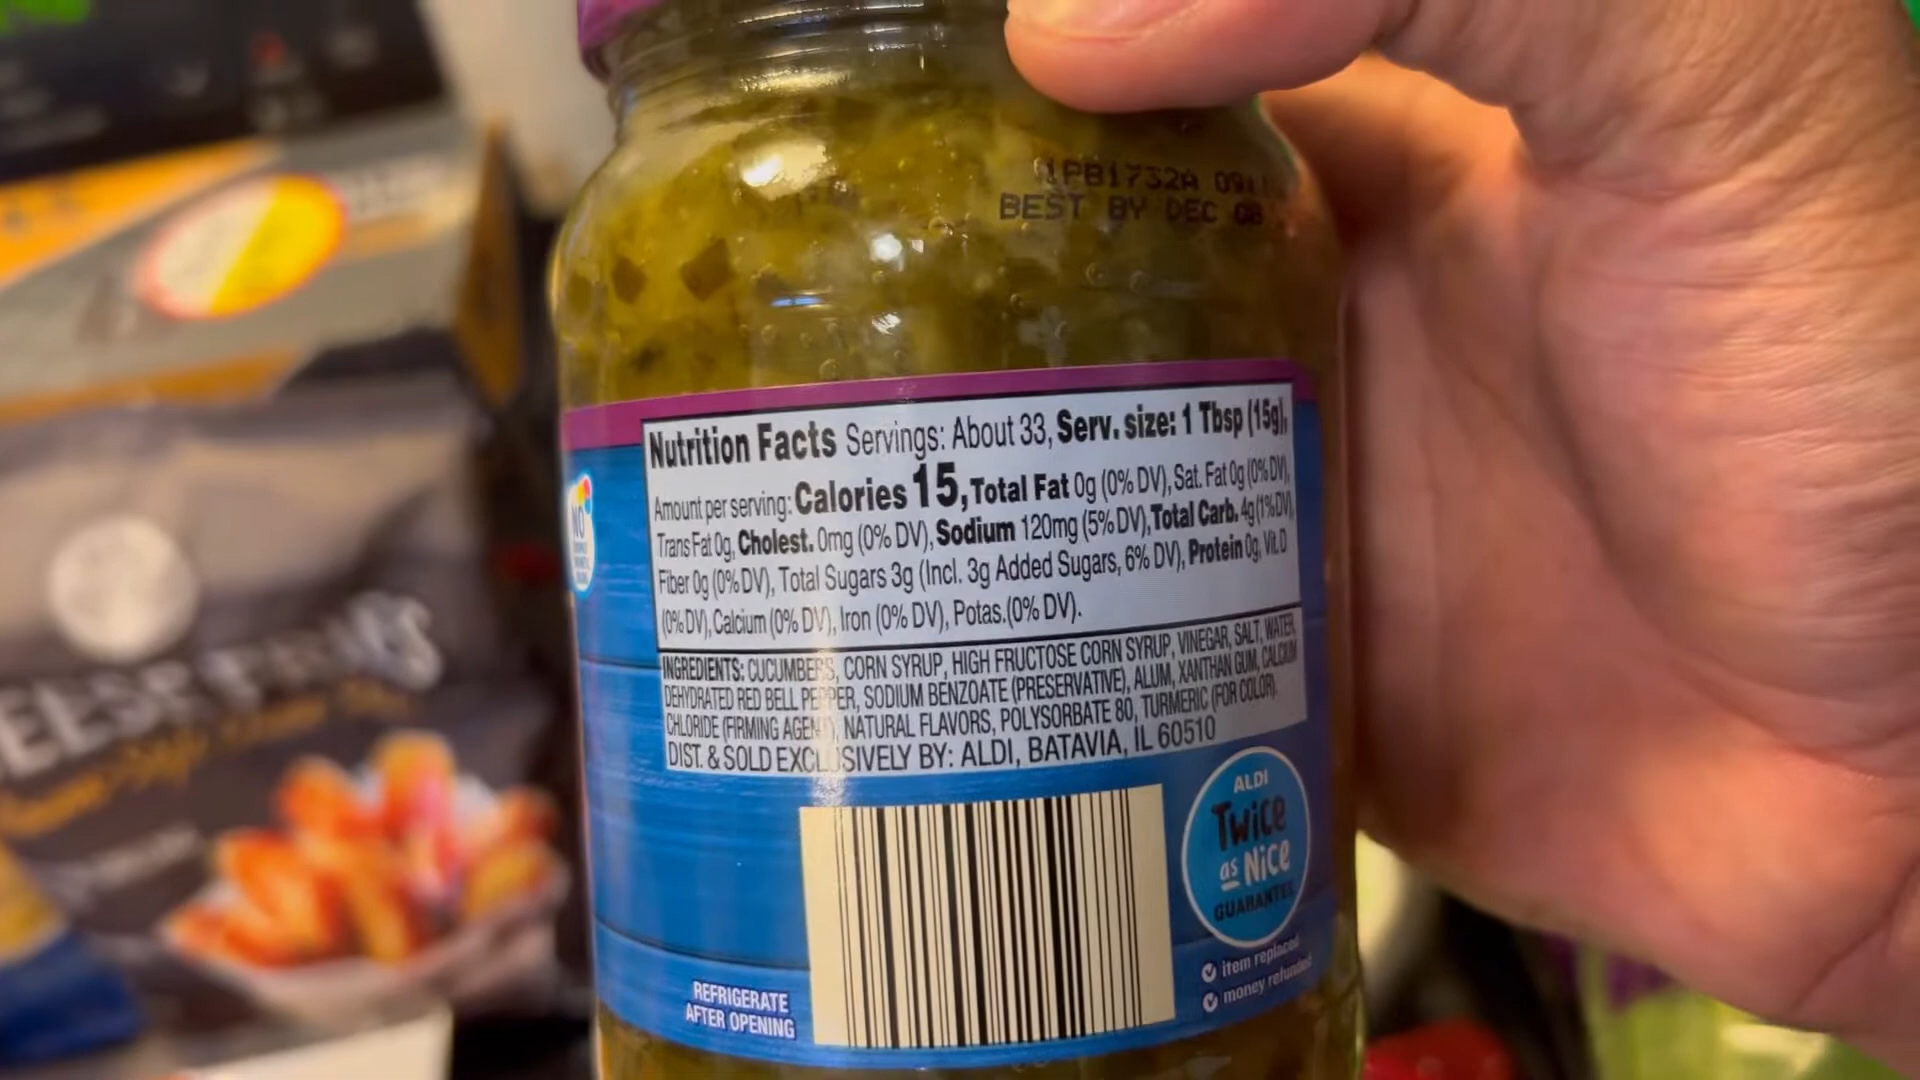 1PB1732A 09:
BEST BY DEC 08
Nutrition Facts Servings: About 33, Serv. size: 1 Tbsp (15g),
Amount per serving: Calories 15, Total Fat 0g (0% DV), Sat. Fat 0g (0% DV),
Trans Fat 0g, Cholest. 0mg (0% DV), Sodium 120mg (5% DV), Total Carb. 4g (1% DV),
Fiber 0g (0% DV), Total Sugars 3g (Incl. 3g Added Sugars, 6% DV), Protein 0g, Vit. D
(0% DV), Calcium (0% DV), Iron (0% DV), Potas. (0% DV).
INGREDIENTS: CUCUMBERS, CORN SYRUP, HIGH FRUCTOSE CORN SYRUP, VINEGAR, SALT, WATER,
DEHYDRATED RED BELL PEPPER, SODIUM BENZOATE (PRESERVATIVE), ALUM, XANTHAN GUM, CALCIUM
CHLORIDE (FIRMING AGENT), NATURAL FLAVORS, POLYSORBATE 80, TURMERIC (FOR COLOR).
DIST. & SOLD EXCLUSIVELY BY: ALDI, BATAVIA, IL 60510
NO
ALDI
Twice
as Nice
GUARANTEE
item replaced
money refunded
REFRIGERATE
AFTER OPENING